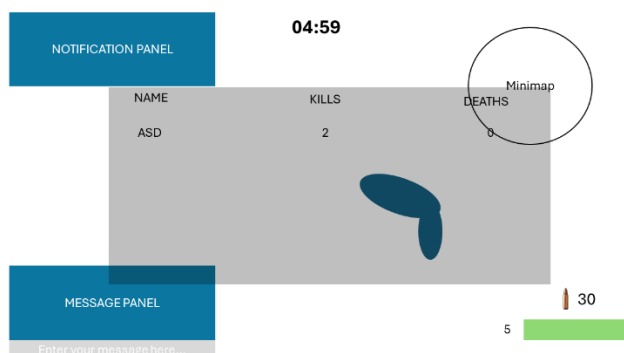 04:59
NOTIFICATION PANEL
Minimap
NAME KILLS DEATHS
ASD 2 0
MESSAGE PANEL
30
5
Enter your message here...